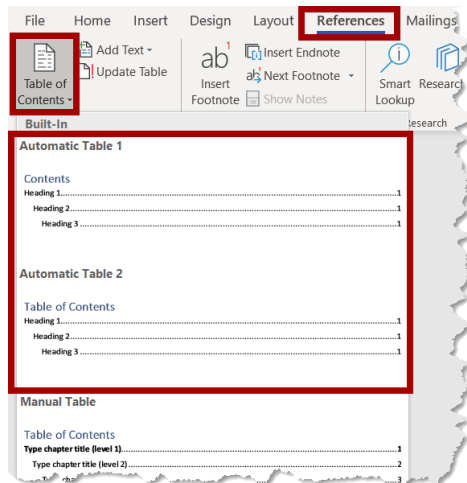 File Home Insert Design Layout References Mailings
Table of Contents
Add Text
Update Table
ab1
Insert Footnote
Insert Endnote
Next Footnote
Show Notes
Smart Lookup
Research
Research
Built-In
Automatic Table 1
Contents
Heading 1...1
Heading 2...1
Heading 3...1
Automatic Table 2
Table of Contents
Heading 1...1
Heading 2...1
Heading 3...1
Manual Table
Table of Contents
Type chapter title (level 1)...1
Type chapter title (level 2)...2
3